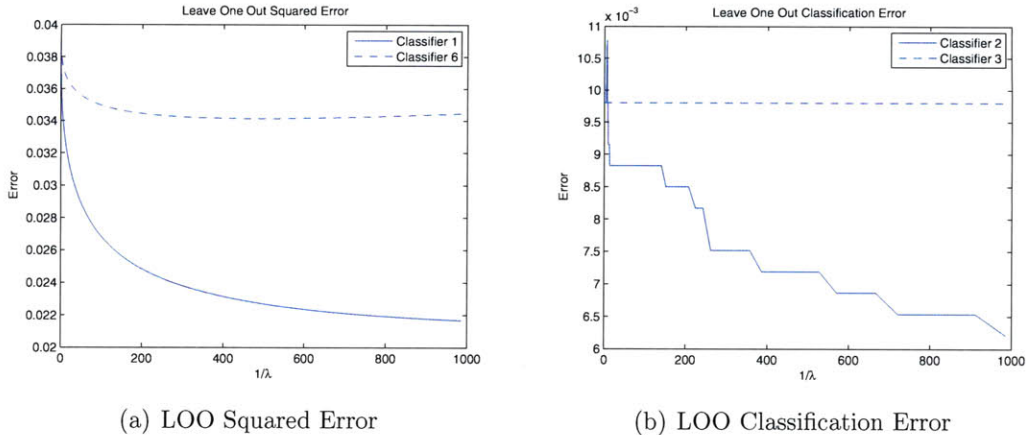 Leave One Out Squared Error
0.04
0.038
0.036
0.034
0.032
0.03
0.028
0.026
0.024
0.022
0.02
Error
0
200
400
600
800
1000
1/λ
Classifier 1
Classifier 6
(a) LOO Squared Error
Leave One Out Classification Error
x 10⁻³
11
10.5
10
9.5
9
8.5
8
7.5
7
6.5
6
Error
0
200
400
600
800
1000
1/λ
Classifier 2
Classifier 3
(b) LOO Classification Error